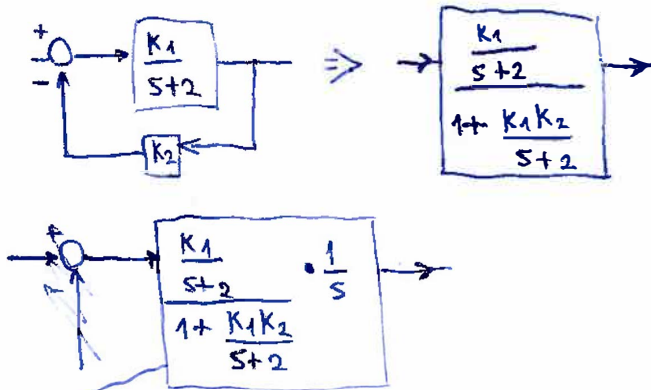 + K1 / s+2 ⇒ K1 / s+2
- K2 1+ K1K2 / s+2
+ K1 / s+2 · 1 / s
- 1+ K1K2 / s+2